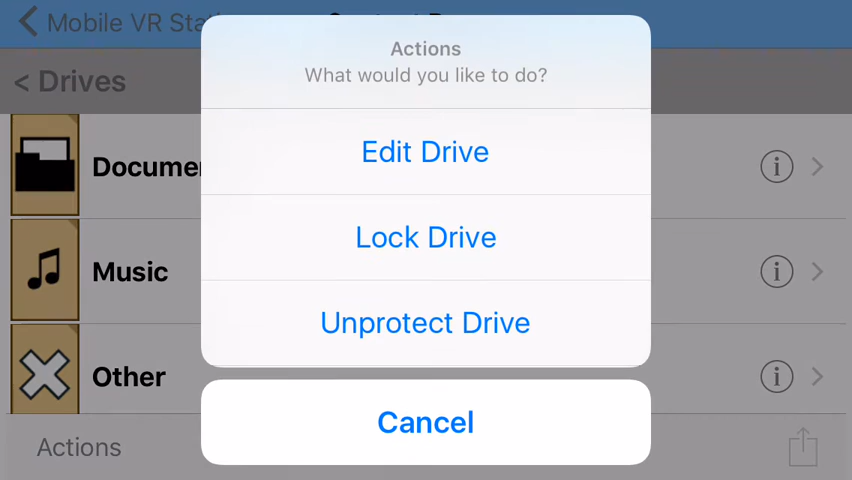 Mobile VR Sta
Actions
What would you like to do?
< Drives
Edit Drive
Docume
Lock Drive
Music
Unprotect Drive
Other
Cancel
Actions